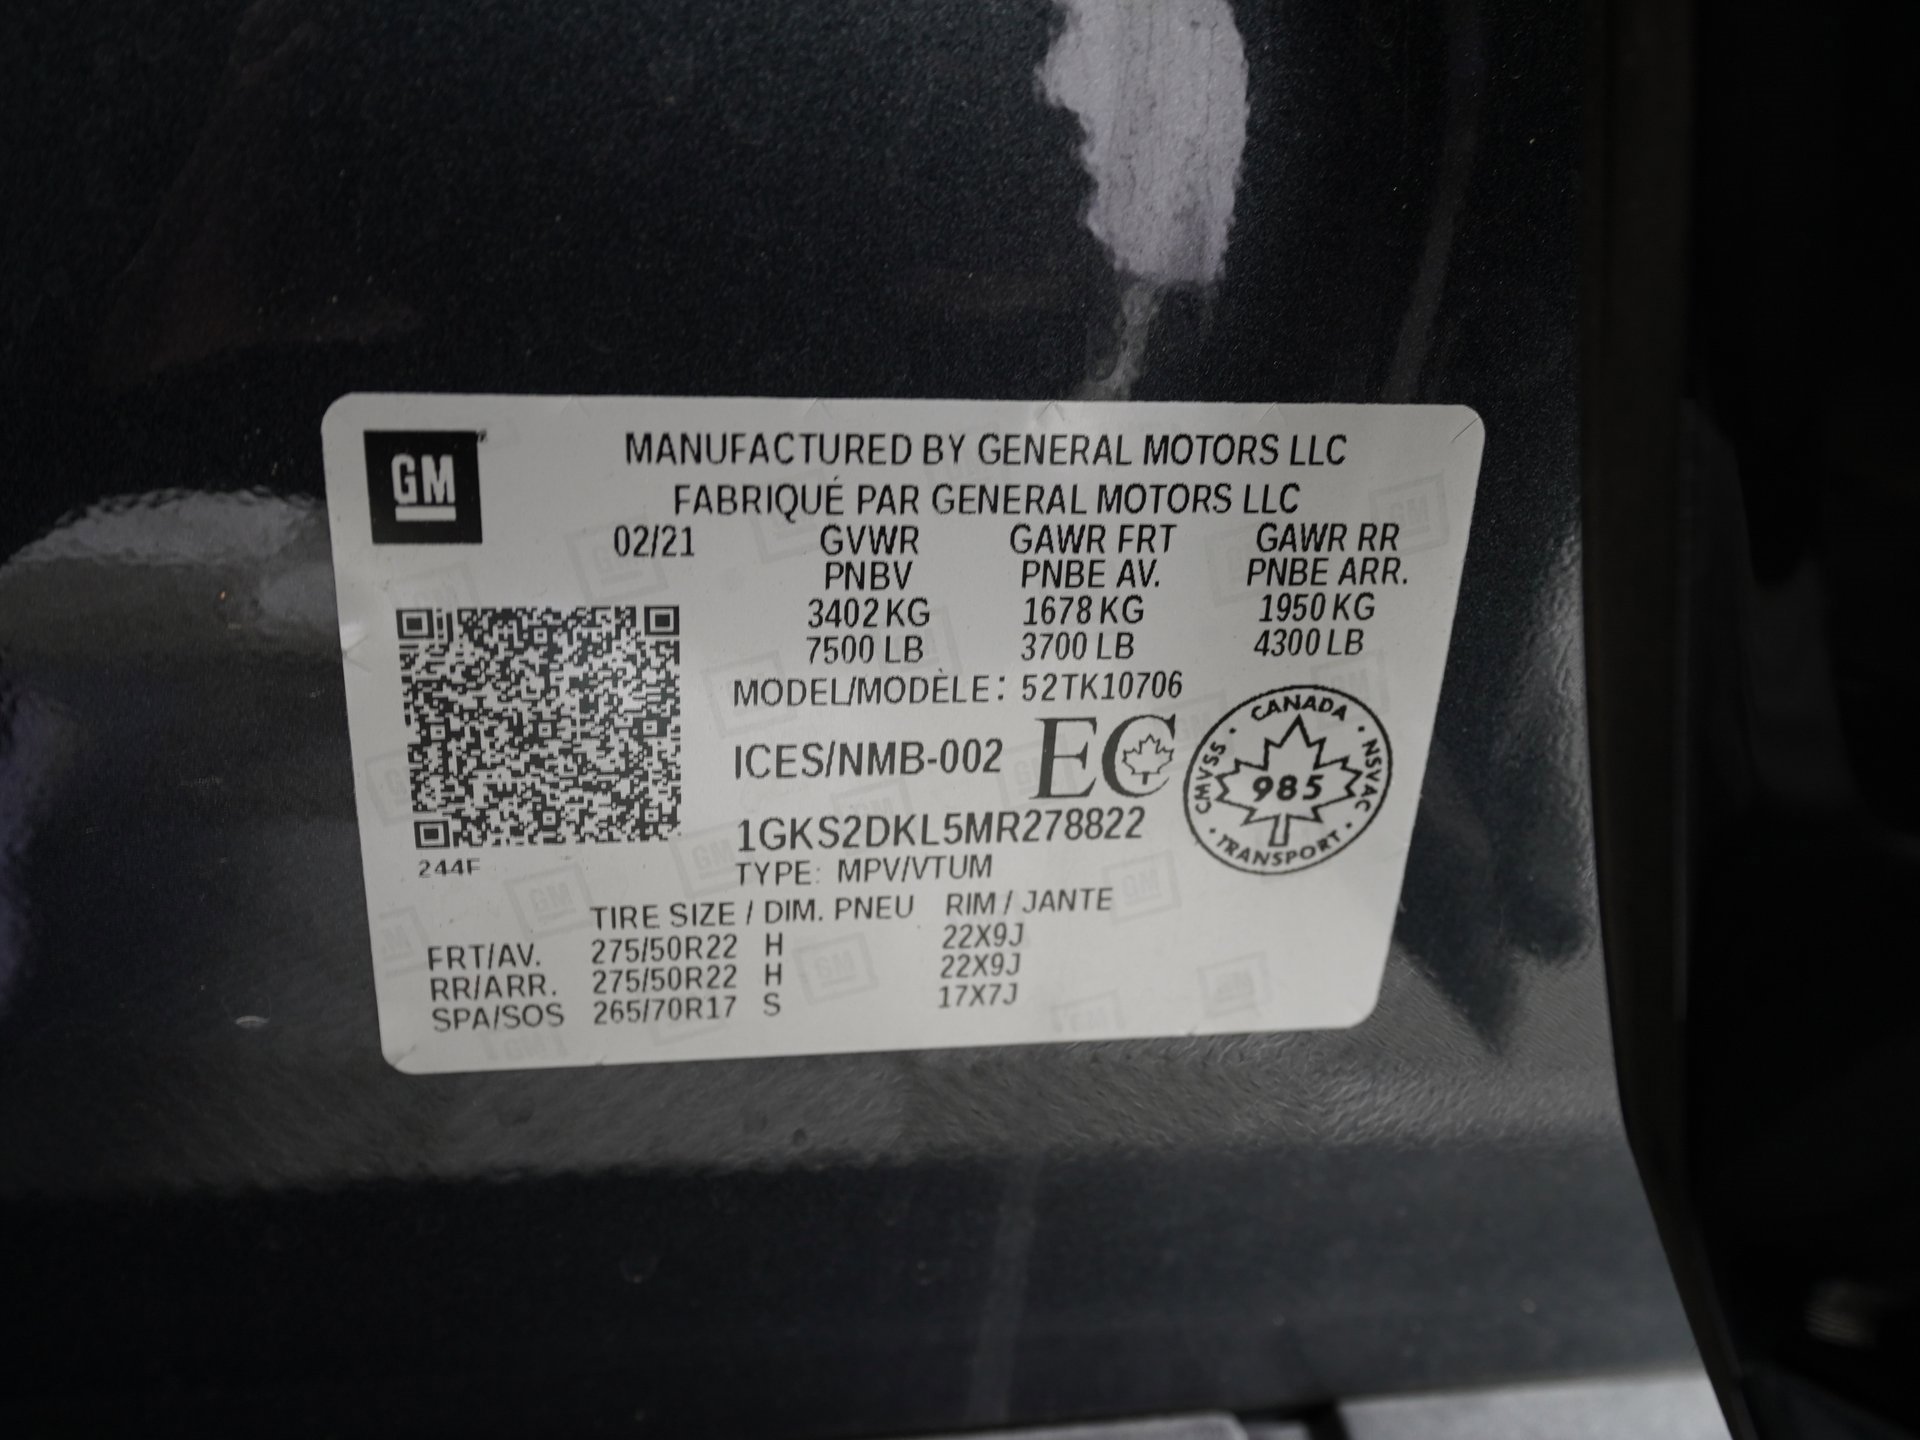 GM
MANUFACTURED BY GENERAL MOTORS LLC
FABRIQUÉ PAR GENERAL MOTORS LLC
02/21 GVWR GAWR FRT GAWR RR
PNBV PNBE AV. PNBE ARR.
3402 KG 1678 KG 1950 KG
7500 LB 3700 LB 4300 LB
MODEL/MODÈLE: 52TK10706
ICES/NMB-002 EC
CANADA · NSVAC · TRANSPORT · CMVSS ·
985
1GKS2DKL5MR278822
244F
TYPE: MPV/VTUM
TIRE SIZE / DIM. PNEU RIM / JANTE
FRT/AV. 275/50R22 H 22X9J
RR/ARR. 275/50R22 H 22X9J
SPA/SOS 265/70R17 S 17X7J